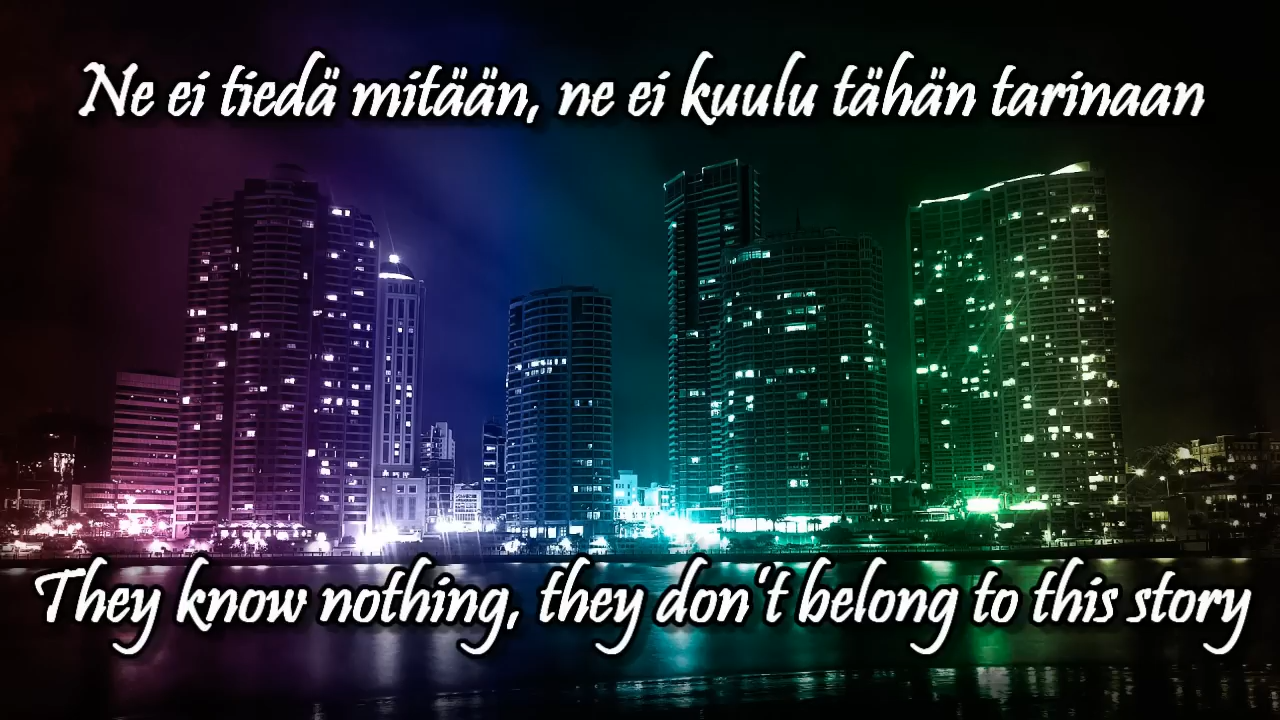 Ne ei tiedä mitään, ne ei kuulu tähän tarinaan
They know nothing, they don't belong to this story